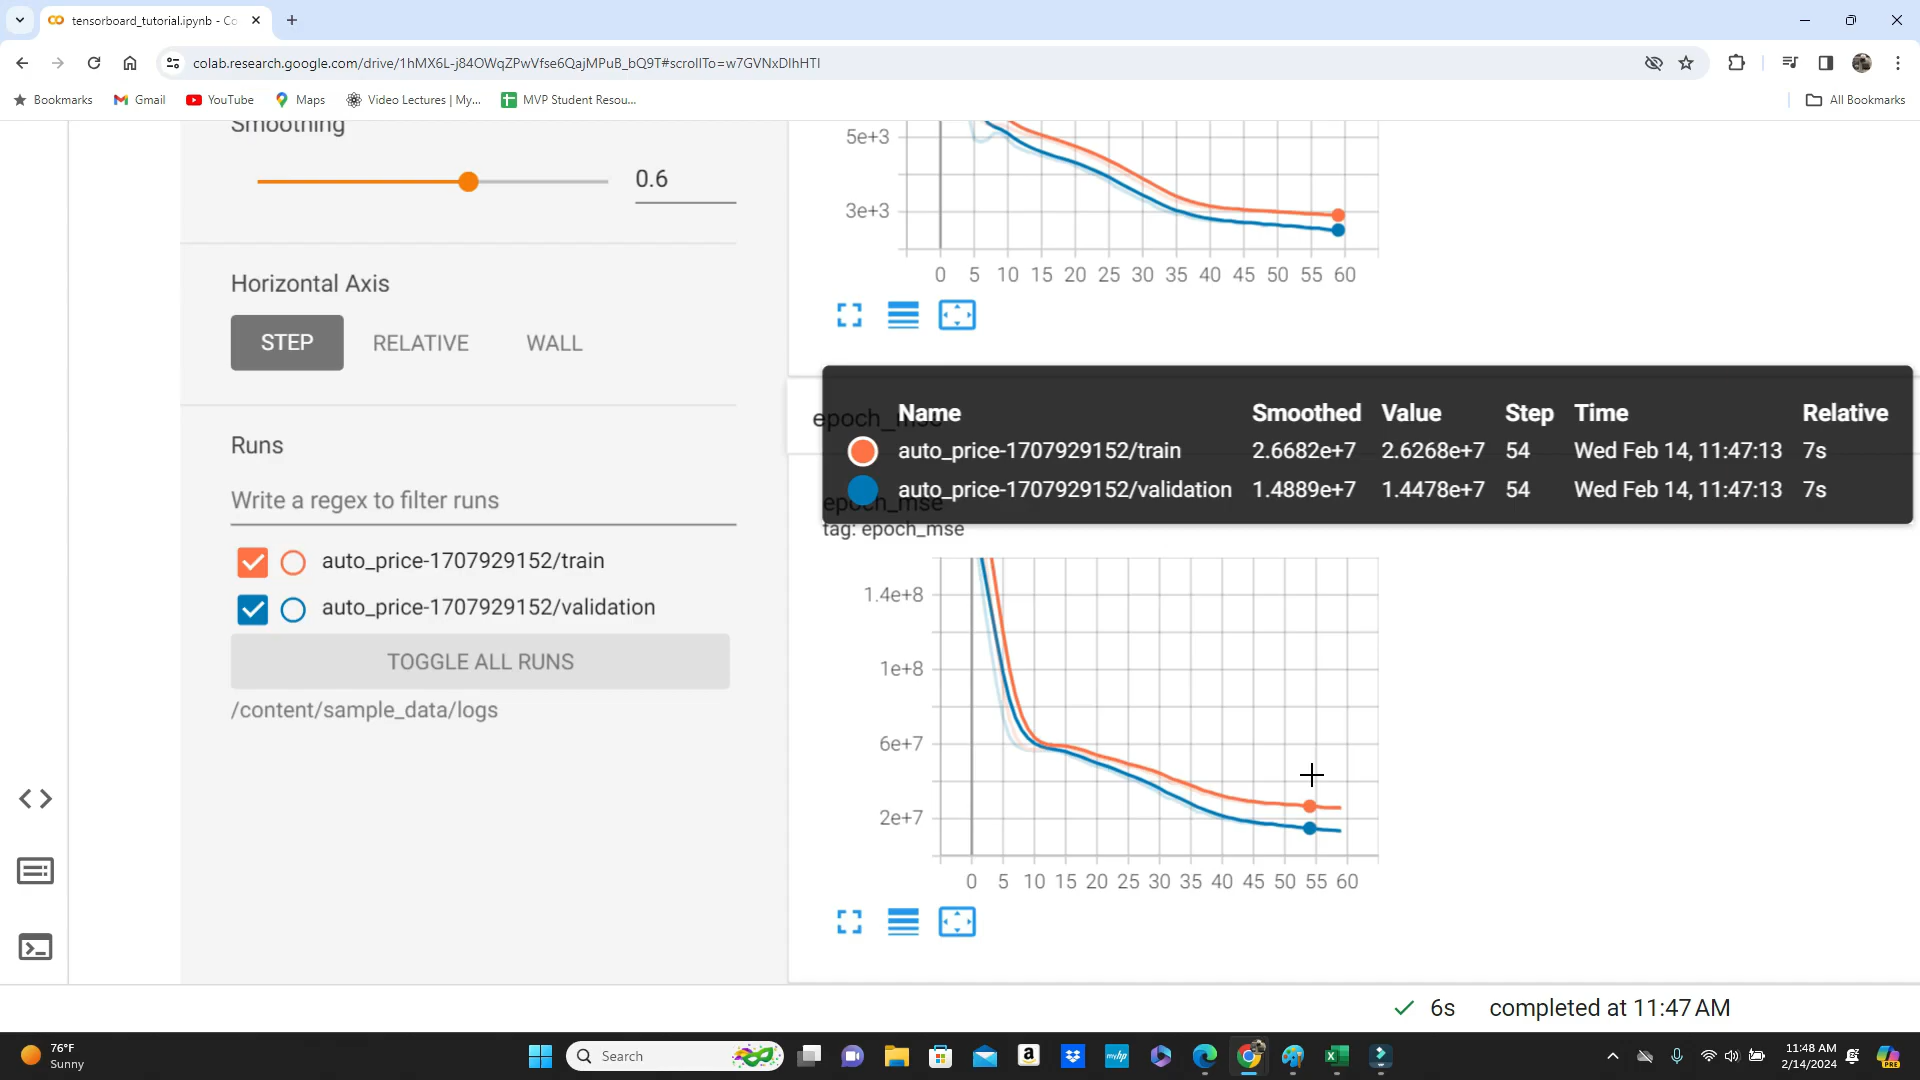 tensorboard_tutorial.ipynb - Co
colab.research.google.com/drive/1hMX6L-j84OWqZPwVfse6QajMPuB_bQ9T#scrollTo=w7GVNxDlhHTI
Bookmarks
Gmail
YouTube
Maps
Video Lectures | My...
MVP Student Resou...
All Bookmarks
Smoothing
0.6
Horizontal Axis
STEP
RELATIVE
WALL
Runs
Write a regex to filter runs
auto_price-1707929152/train
auto_price-1707929152/validation
TOGGLE ALL RUNS
/content/sample_data/logs
5e+3
3e+3
0 5 10 15 20 25 30 35 40 45 50 55 60
epoch_mse
Name Smoothed Value Step Time Relative
auto_price-1707929152/train 2.6682e+7 2.6268e+7 54 Wed Feb 14, 11:47:13 7s
auto_price-1707929152/validation 1.4889e+7 1.4478e+7 54 Wed Feb 14, 11:47:13 7s
epoch_mse
tag: epoch_mse
1.4e+8
1e+8
6e+7
2e+7
0 5 10 15 20 25 30 35 40 45 50 55 60
6s completed at 11:47 AM
76°F
Sunny
Search
a
myhp
11:48 AM
2/14/2024
PRE